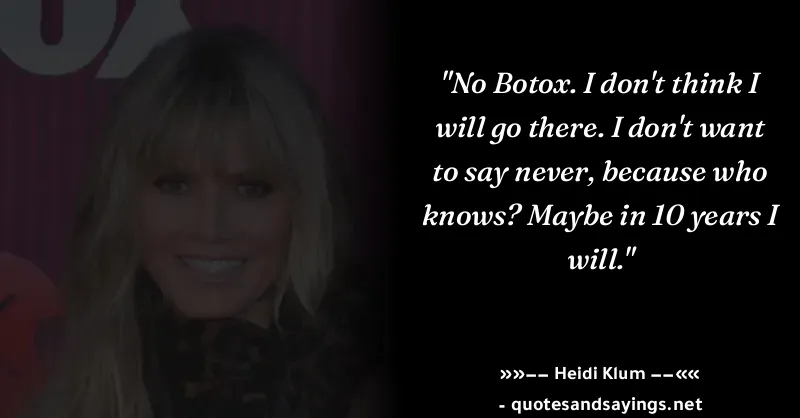 "No Botox. I don't think I
will go there. I don't want
to say never, because who
knows? Maybe in 10 years I
will."
»»−− Heidi Klum −−««
- quotesandsayings.net